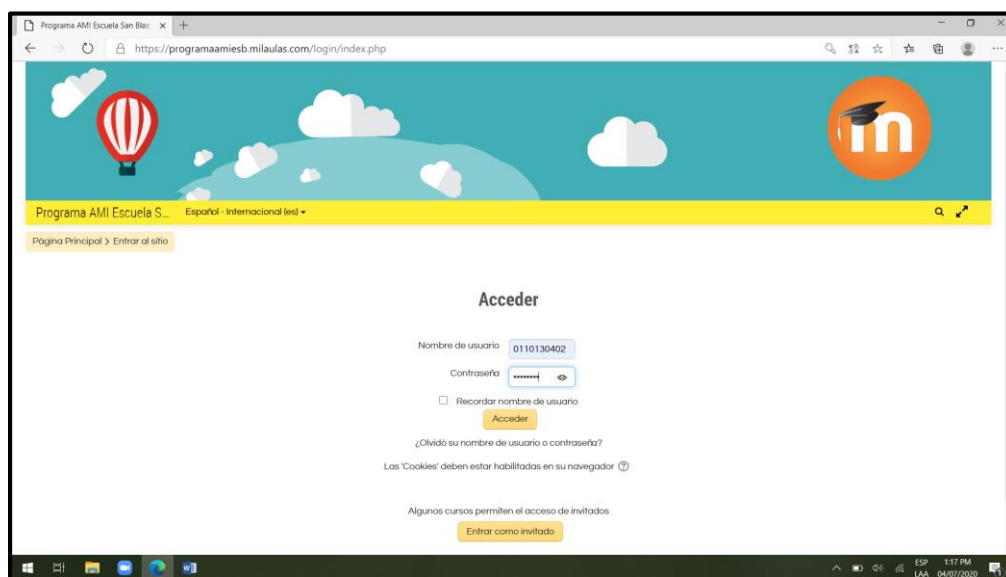 Programa AMI Escuela San Blas
https://programaamiesb.milaulas.com/login/index.php
m
Programa AMI Escuela S... Español - Internacional (es)
Página Principal > Entrar al sitio
Acceder
Nombre de usuario 0110130402
Contraseña ••••••••
Recordar nombre de usuario
Acceder
¿Olvidó su nombre de usuario o contraseña?
Las 'Cookies' deben estar habilitadas en su navegador
Algunos cursos permiten el acceso de invitados
Entrar como invitado
ESP 1:17 PM
LAA 04/07/2020